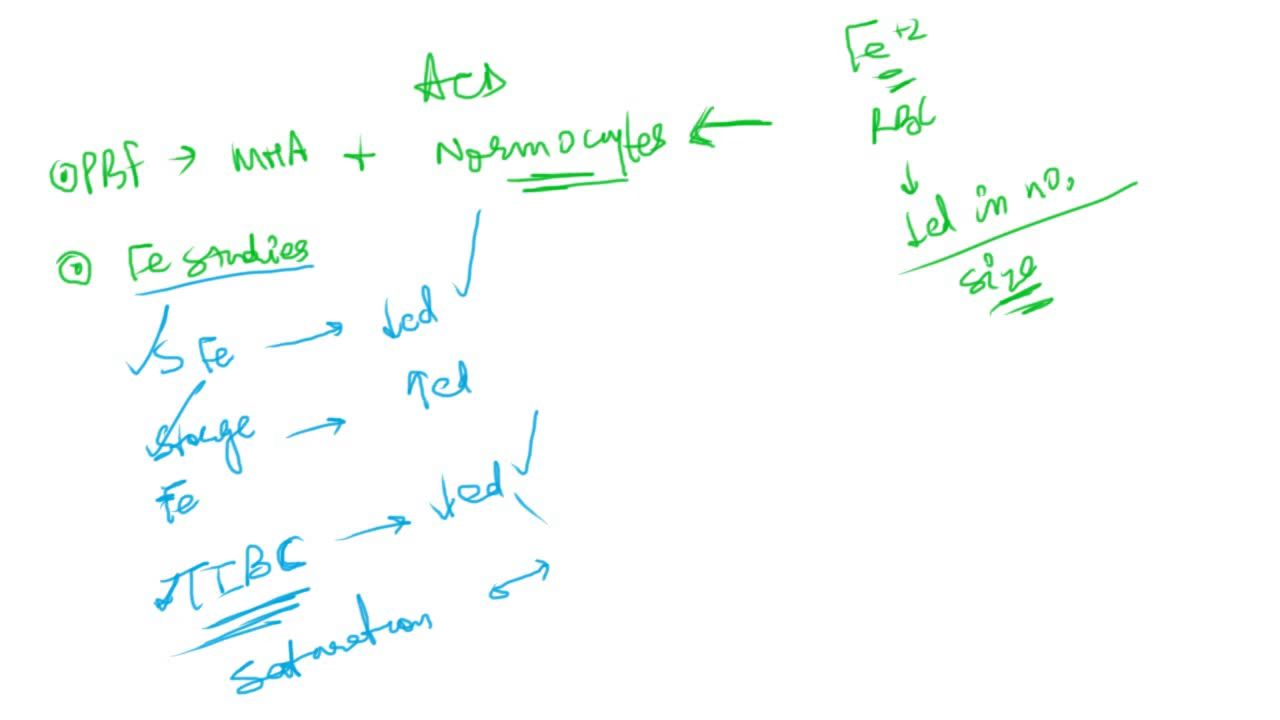 ACD
⊙ PBF → MHA + Normocytes ←
⊙ Fe studies
✓S Fe → ↓ed ✓
Storage → ↑ed
Fe
✓TIBC → ↓ed ✓
Saturation ↔
Fe+2
RBC
↓
↓ed in no.
size